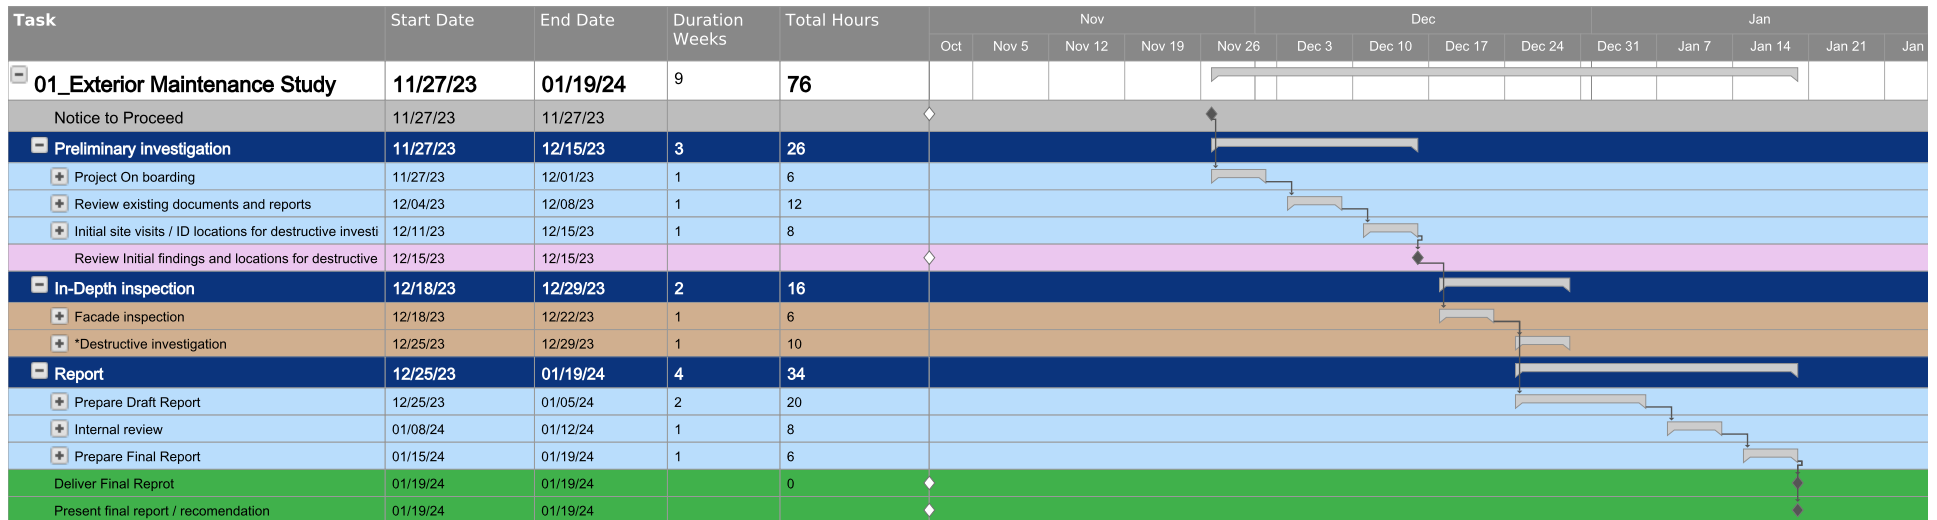 Task Start Date End Date Duration Weeks Total Hours Nov Dec Jan
Oct Nov 5 Nov 12 Nov 19 Nov 26 Dec 3 Dec 10 Dec 17 Dec 24 Dec 31 Jan 7 Jan 14 Jan 21 Jan
01_Exterior Maintenance Study 11/27/23 01/19/24 9 76
Notice to Proceed 11/27/23 11/27/23
Preliminary investigation 11/27/23 12/15/23 3 26
Project On boarding 11/27/23 12/01/23 1 6
Review existing documents and reports 12/04/23 12/08/23 1 12
Initial site visits / ID locations for destructive investi 12/11/23 12/15/23 1 8
Review Initial findings and locations for destructive 12/15/23 12/15/23
In-Depth inspection 12/18/23 12/29/23 2 16
Facade inspection 12/18/23 12/22/23 1 6
*Destructive investigation 12/25/23 12/29/23 1 10
Report 12/25/23 01/19/24 4 34
Prepare Draft Report 12/25/23 01/05/24 2 20
Internal review 01/08/24 01/12/24 1 8
Prepare Final Report 01/15/24 01/19/24 1 6
Deliver Final Reprot 01/19/24 01/19/24 0
Present final report / recomendation 01/19/24 01/19/24